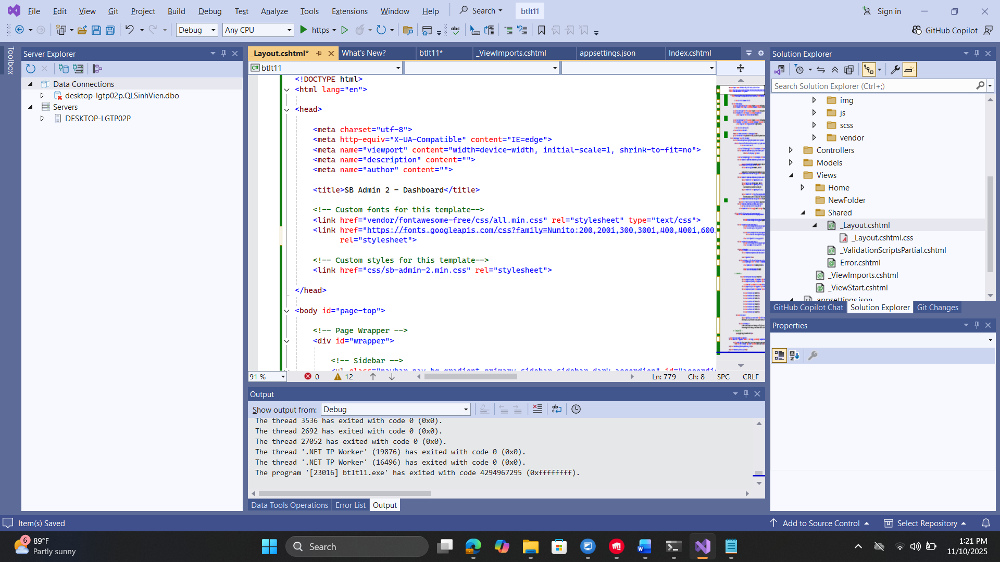 File Edit View Git Project Build Debug Test Analyze Tools Extensions Window Help Search btlt11 Sign in
Debug Any CPU https GitHub Copilot
Toolbox
Server Explorer
Data Connections
desktop-lgtp02p.QLSinhVien.dbo
Servers
DESKTOP-LGTP02P
_Layout.cshtml* What's New? btlt11* _ViewImports.cshtml appsettings.json Index.cshtml
btlt11
<!DOCTYPE html>
<html lang="en">
<head>
<meta charset="utf-8">
<meta http-equiv="X-UA-Compatible" content="IE=edge">
<meta name="viewport" content="width=device-width, initial-scale=1, shrink-to-fit=no">
<meta name="description" content="">
<meta name="author" content="">
<title>SB Admin 2 - Dashboard</title>
<!-- Custom fonts for this template-->
<link href="vendor/fontawesome-free/css/all.min.css" rel="stylesheet" type="text/css">
<link href="https://fonts.googleapis.com/css?family=Nunito:200,200i,300,300i,400,400i,600,
rel="stylesheet">
<!-- Custom styles for this template-->
<link href="css/sb-admin-2.min.css" rel="stylesheet">
</head>
<body id="page-top">
<!-- Page Wrapper -->
<div id="wrapper">
<!-- Sidebar -->
<ul class="navbar-nav bg-gradient-primary sidebar sidebar-dark accordion" id="accordi
91 % 0 12 Ln: 779 Ch: 8 SPC CRLF
Output
Show output from: Debug
The thread 3536 has exited with code 0 (0x0).
The thread 2692 has exited with code 0 (0x0).
The thread 27052 has exited with code 0 (0x0).
The thread '.NET TP Worker' (19876) has exited with code 0 (0x0).
The thread '.NET TP Worker' (16496) has exited with code 0 (0x0).
The program '[23016] btlt11.exe' has exited with code 4294967295 (0xffffffff).
Data Tools Operations Error List Output
Solution Explorer
Search Solution Explorer (Ctrl+;)
img
js
scss
vendor
Controllers
Models
Views
Home
NewFolder
Shared
_Layout.cshtml
_Layout.cshtml.css
_ValidationScriptsPartial.cshtml
Error.cshtml
_ViewImports.cshtml
_ViewStart.cshtml
appsettings.json
GitHub Copilot Chat Solution Explorer Git Changes
Properties
Item(s) Saved Add to Source Control Select Repository
6 89°F
Partly sunny
Search
1:21 PM
11/10/2025